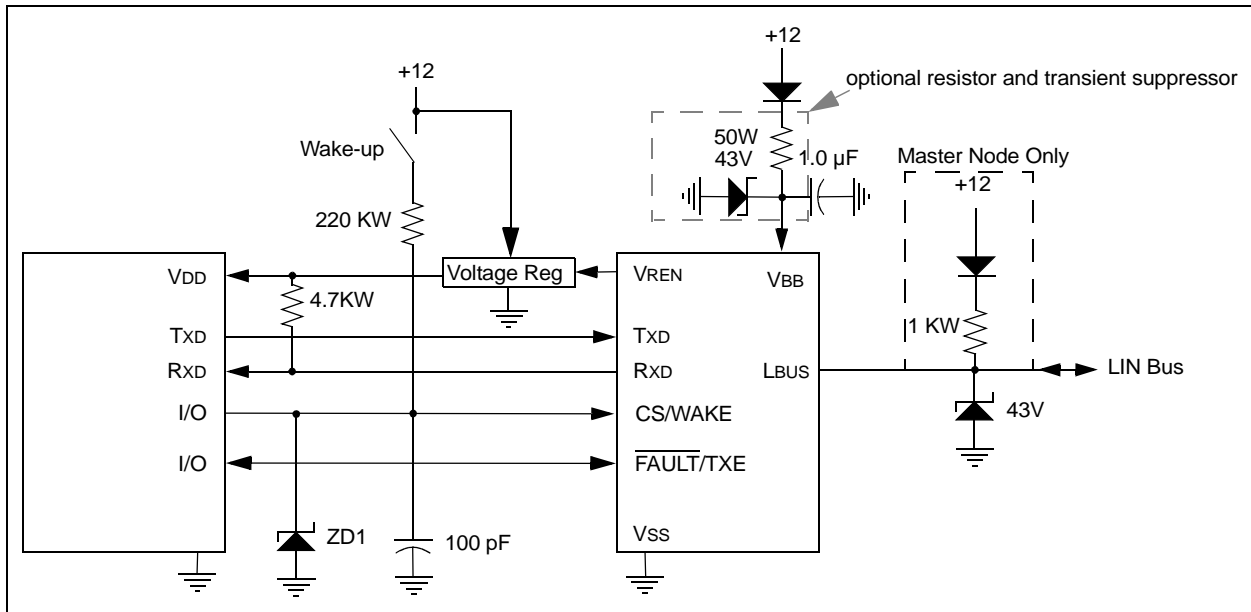 +12
optional resistor and transient suppressor
+12
50W
43V
1.0 µF
Wake-up
Master Node Only
+12
220 KW
VDD
Voltage Reg
VREN
VBB
4.7KW
1 KW
TXD
TXD
RXD
RXD
LBUS
LIN Bus
I/O
CS/WAKE
43V
I/O
FAULT/TXE
ZD1
100 pF
VSS